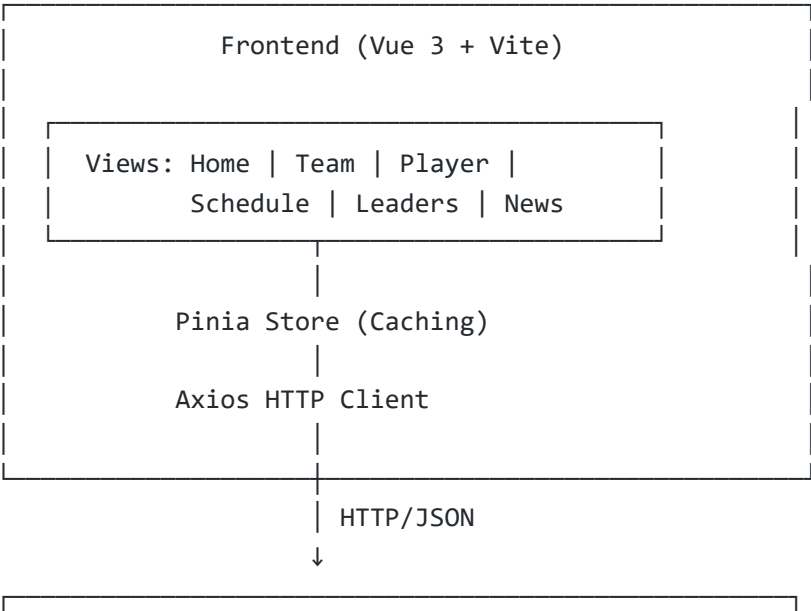 Frontend (Vue 3 + Vite)
Views: Home | Team | Player |
Schedule | Leaders | News
Pinia Store (Caching)
Axios HTTP Client
HTTP/JSON